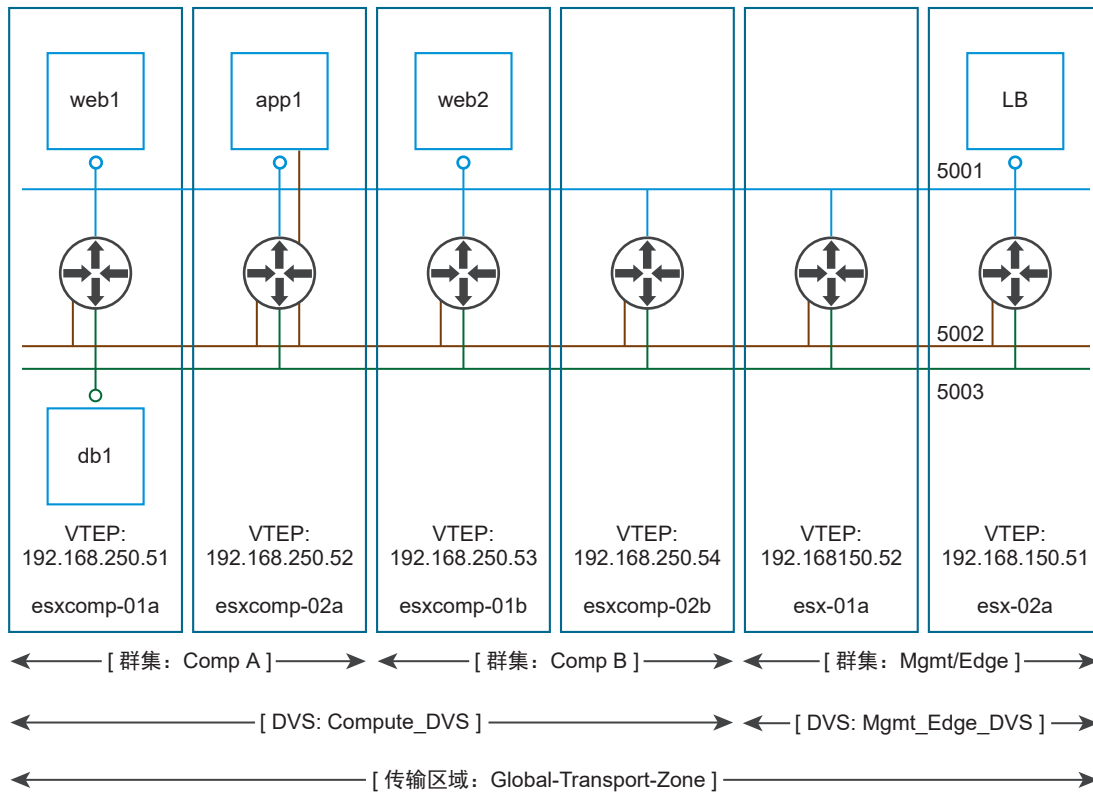 web1
app1
web2
LB
5001
5002
5003
db1
VTEP:
192.168.250.51
esxcomp-01a
VTEP:
192.168.250.52
esxcomp-02a
VTEP:
192.168.250.53
esxcomp-01b
VTEP:
192.168.250.54
esxcomp-02b
VTEP:
192.168150.52
esx-01a
VTEP:
192.168.150.51
esx-02a
[ 群集：Comp A ]
[ 群集：Comp B ]
[ 群集：Mgmt/Edge ]
[ DVS: Compute_DVS ]
[ DVS: Mgmt_Edge_DVS ]
[ 传输区域：Global-Transport-Zone ]